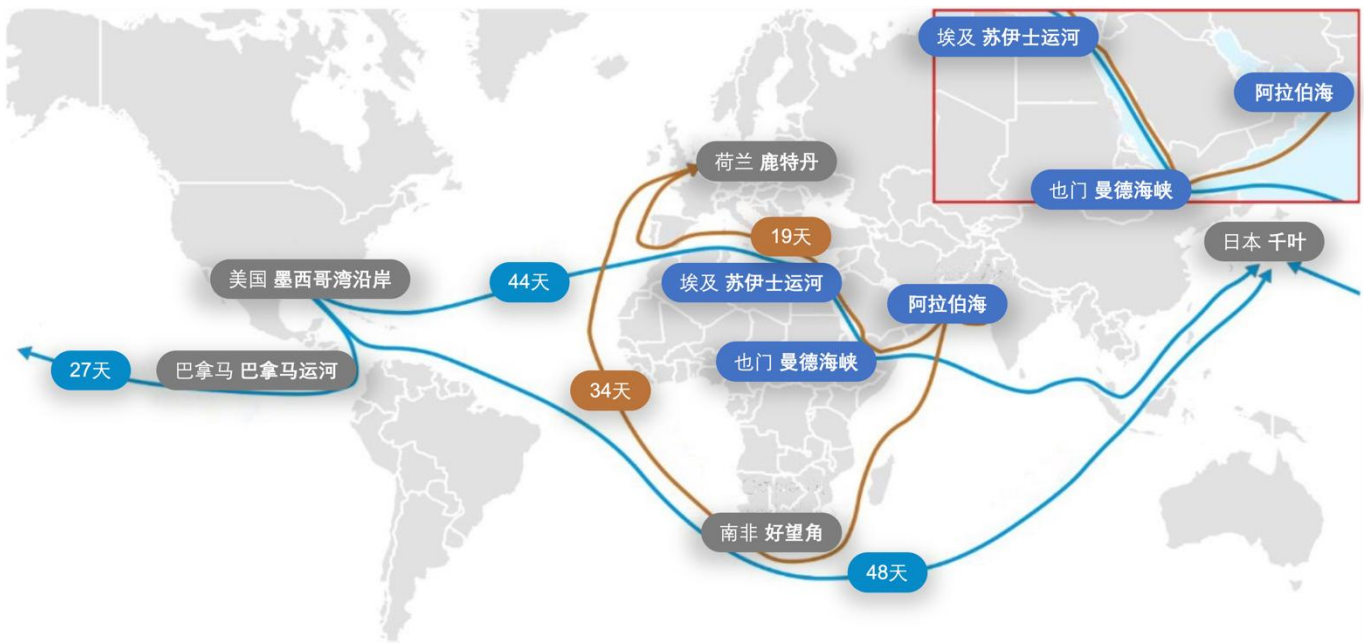 埃及 苏伊士运河
阿拉伯海
也门 曼德海峡
荷兰 鹿特丹
19天
日本 千叶
美国 墨西哥湾沿岸
44天
埃及 苏伊士运河
阿拉伯海
27天
巴拿马 巴拿马运河
也门 曼德海峡
34天
南非 好望角
48天